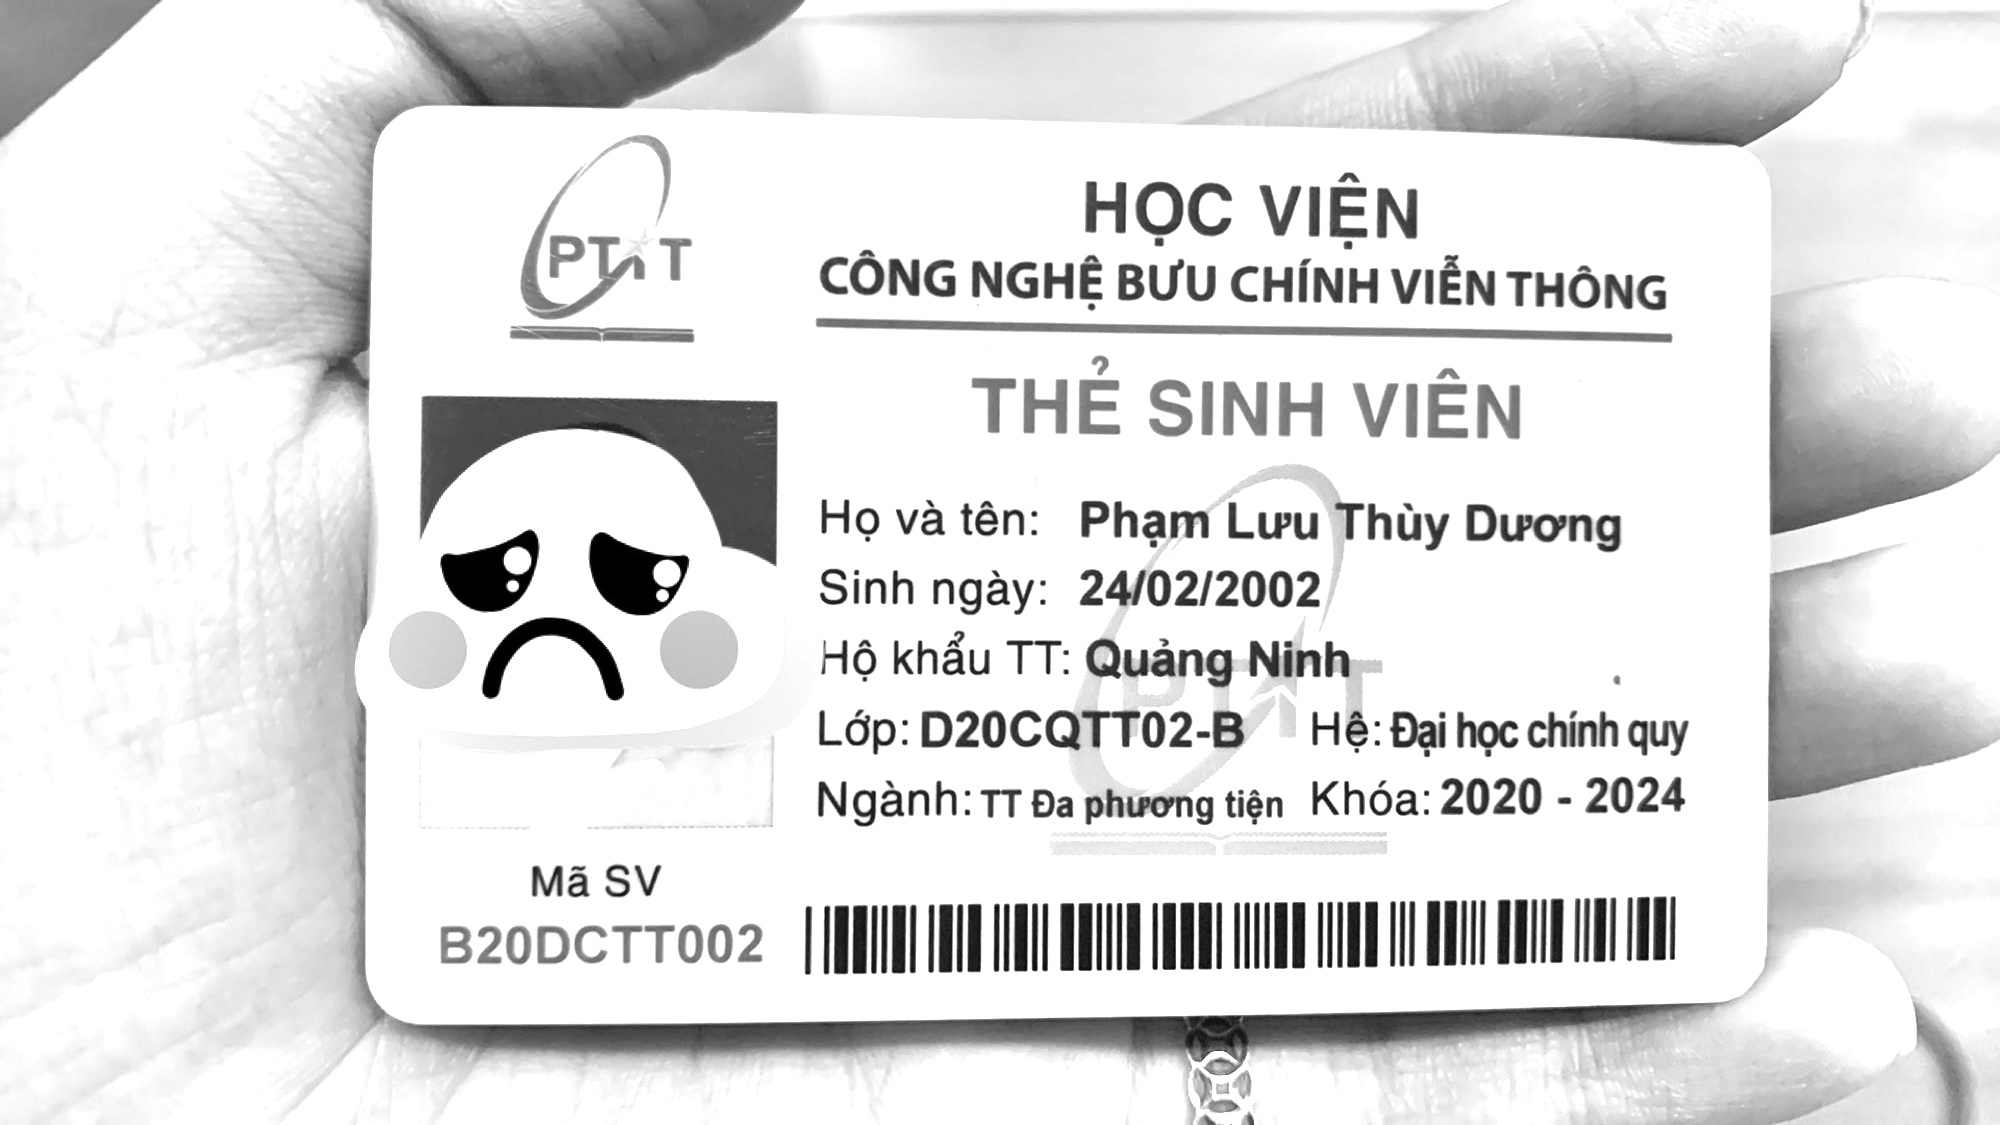 PTIT
HỌC VIỆN
CÔNG NGHỆ BƯU CHÍNH VIỄN THÔNG
THẺ SINH VIÊN
Họ và tên: Phạm Lưu Thùy Dương
Sinh ngày: 24/02/2002
Hộ khẩu TT: Quảng Ninh
Lớp: D20CQTT02-B Hệ: Đại học chính quy
Ngành: TT Đa phương tiện Khóa: 2020 - 2024
Mã SV
B20DCTT002
PTIT